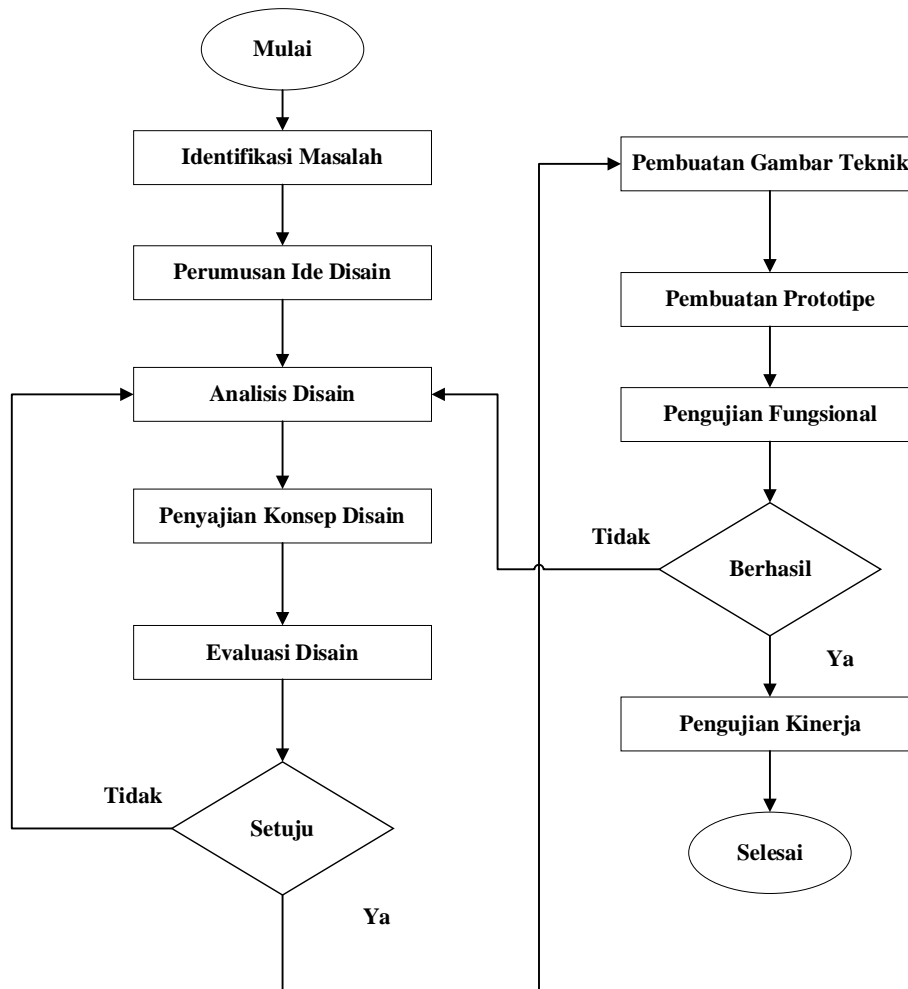 Mulai
Identifikasi Masalah
Perumusan Ide Disain
Analisis Disain
Penyajian Konsep Disain
Evaluasi Disain
Tidak
Setuju
Ya
Pembuatan Gambar Teknik
Pembuatan Prototipe
Pengujian Fungsional
Tidak
Berhasil
Ya
Pengujian Kinerja
Selesai